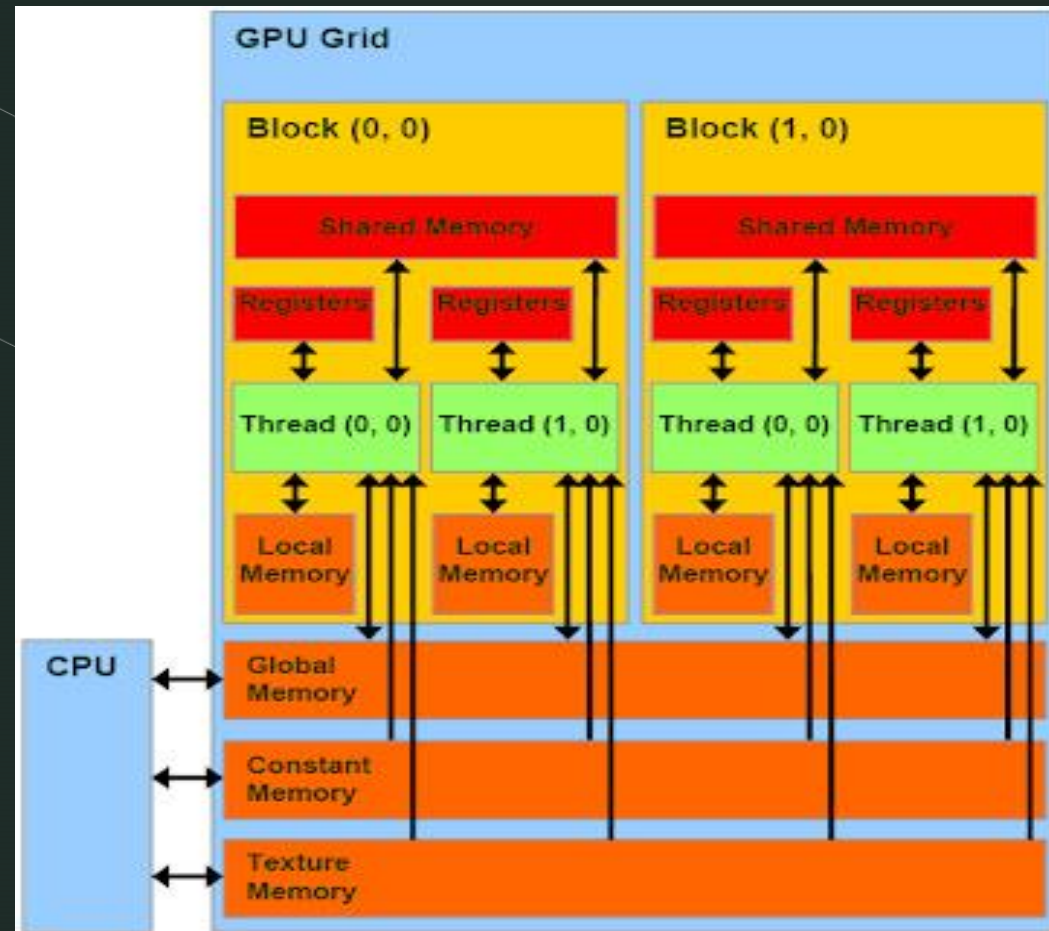 GPU Grid
Block (0, 0)
Block (1, 0)
Shared Memory
Shared Memory
Registers
Registers
Registers
Registers
Thread (0, 0)
Thread (1, 0)
Thread (0, 0)
Thread (1, 0)
Local
Memory
Local
Memory
Local
Memory
Local
Memory
CPU
Global
Memory
Constant
Memory
Texture
Memory